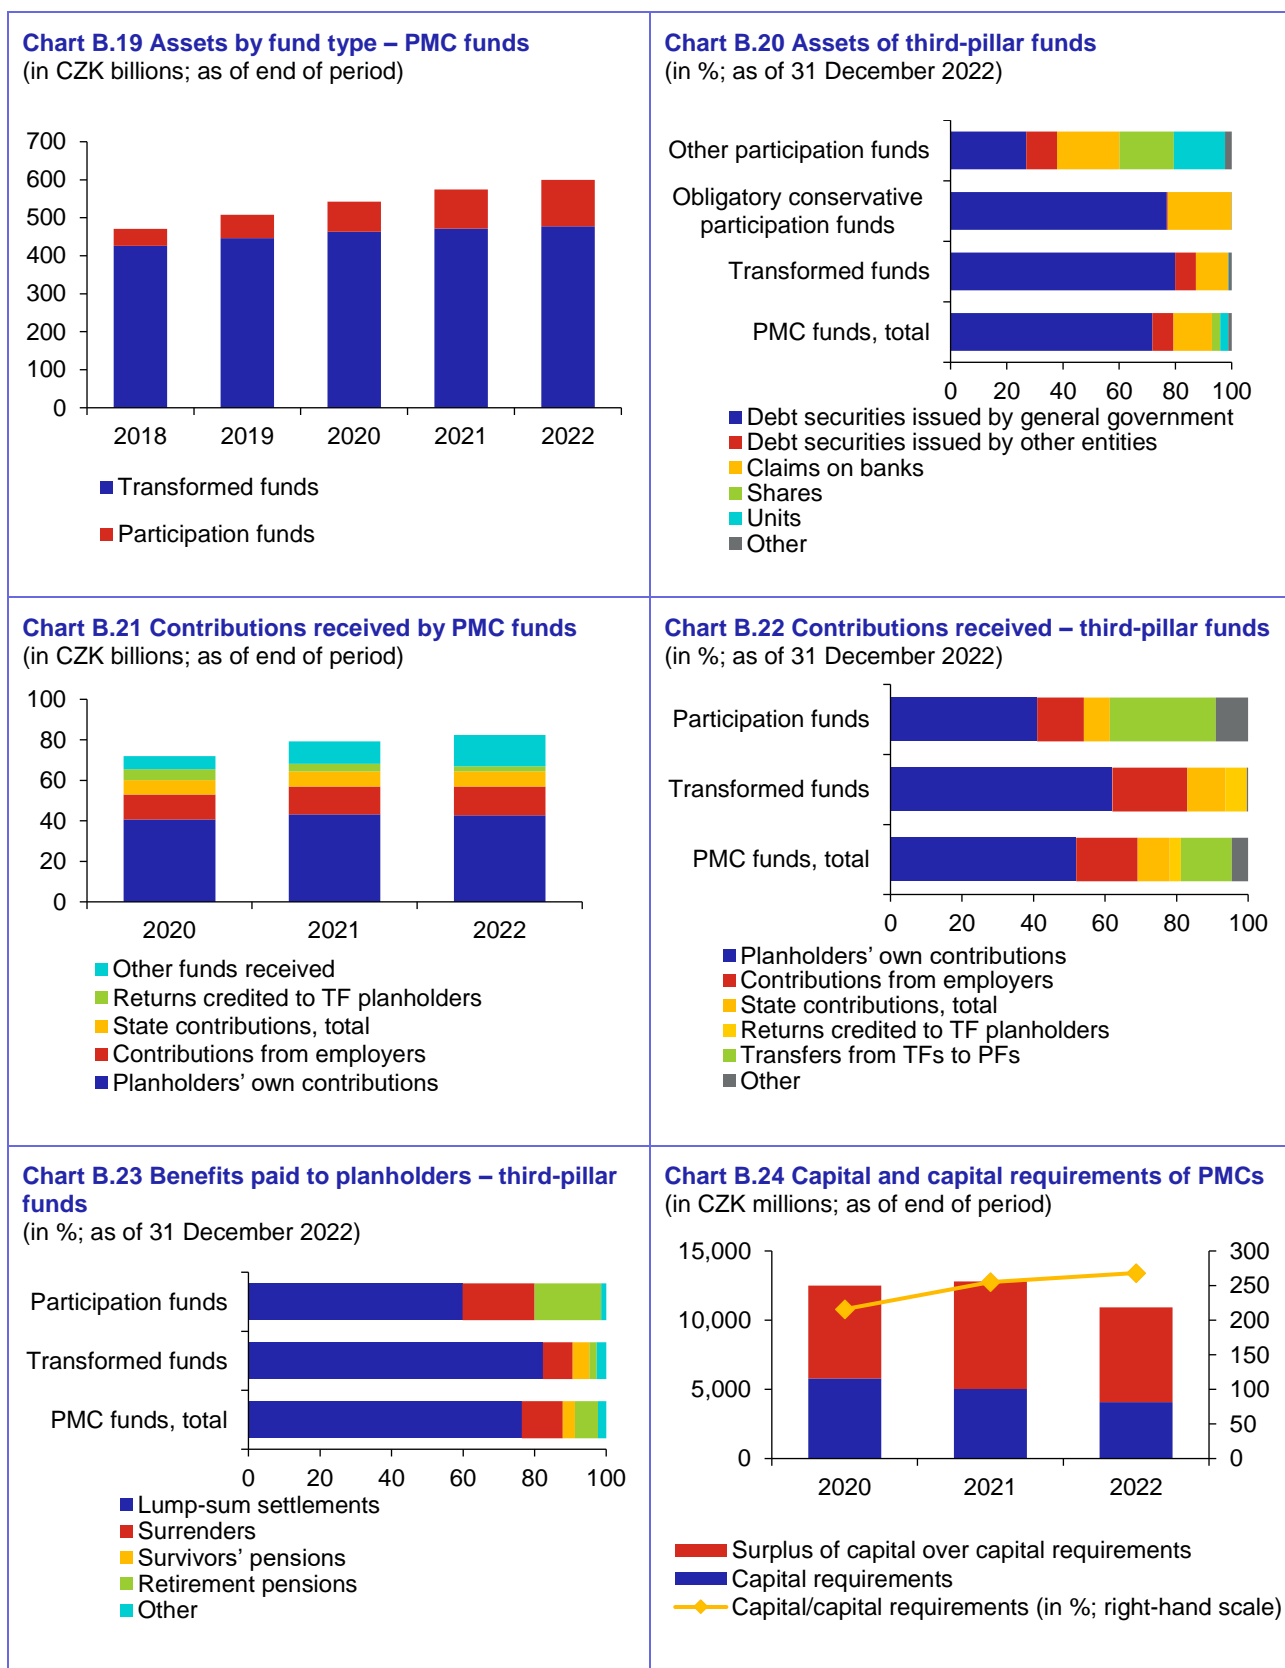 Chart B.19 Assets by fund type – PMC funds
(in CZK billions; as of end of period)
700
600
500
400
300
200
100
0
2018 2019 2020 2021 2022
Transformed funds
Participation funds
Chart B.20 Assets of third-pillar funds
(in %; as of 31 December 2022)
Other participation funds
Obligatory conservative
participation funds
Transformed funds
PMC funds, total
0 20 40 60 80 100
Debt securities issued by general government
Debt securities issued by other entities
Claims on banks
Shares
Units
Other
Chart B.21 Contributions received by PMC funds
(in CZK billions; as of end of period)
100
80
60
40
20
0
2020 2021 2022
Other funds received
Returns credited to TF planholders
State contributions, total
Contributions from employers
Planholders’ own contributions
Chart B.22 Contributions received – third-pillar funds
(in %; as of 31 December 2022)
Participation funds
Transformed funds
PMC funds, total
0 20 40 60 80 100
Planholders’ own contributions
Contributions from employers
State contributions, total
Returns credited to TF planholders
Transfers from TFs to PFs
Other
Chart B.23 Benefits paid to planholders – third-pillar
funds
(in %; as of 31 December 2022)
Participation funds
Transformed funds
PMC funds, total
0 20 40 60 80 100
Lump-sum settlements
Surrenders
Survivors’ pensions
Retirement pensions
Other
Chart B.24 Capital and capital requirements of PMCs
(in CZK millions; as of end of period)
15,000
10,000
5,000
0
300
250
200
150
100
50
0
2020 2021 2022
Surplus of capital over capital requirements
Capital requirements
Capital/capital requirements (in %; right-hand scale)